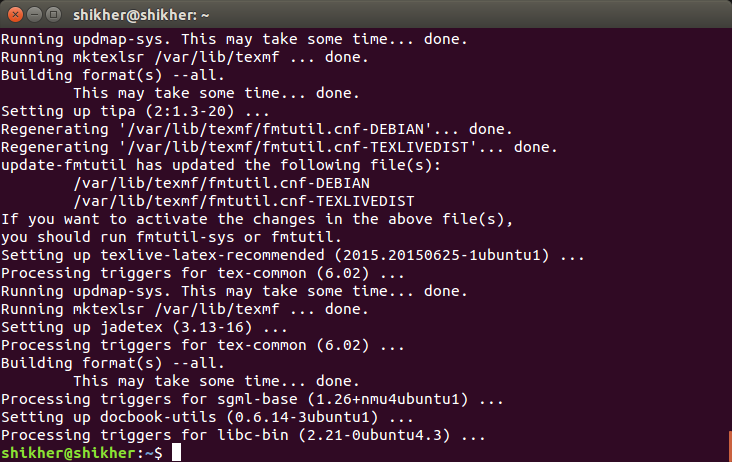 shikher@shikher: ~
Running updmap-sys. This may take some time... done.
Running mktexlsr /var/lib/texmf ... done.
Building format(s) --all.
        This may take some time... done.
Setting up tipa (2:1.3-20) ...
Regenerating '/var/lib/texmf/fmtutil.cnf-DEBIAN'... done.
Regenerating '/var/lib/texmf/fmtutil.cnf-TEXLIVEDIST'... done.
update-fmtutil has updated the following file(s):
        /var/lib/texmf/fmtutil.cnf-DEBIAN
        /var/lib/texmf/fmtutil.cnf-TEXLIVEDIST
If you want to activate the changes in the above file(s),
you should run fmtutil-sys or fmtutil.
Setting up texlive-latex-recommended (2015.20150625-1ubuntu1) ...
Processing triggers for tex-common (6.02) ...
Running updmap-sys. This may take some time... done.
Running mktexlsr /var/lib/texmf ... done.
Setting up jadetex (3.13-16) ...
Processing triggers for tex-common (6.02) ...
Building format(s) --all.
        This may take some time... done.
Processing triggers for sgml-base (1.26+nmu4ubuntu1) ...
Setting up docbook-utils (0.6.14-3ubuntu1) ...
Processing triggers for libc-bin (2.21-0ubuntu4.3) ...
shikher@shikher:~$